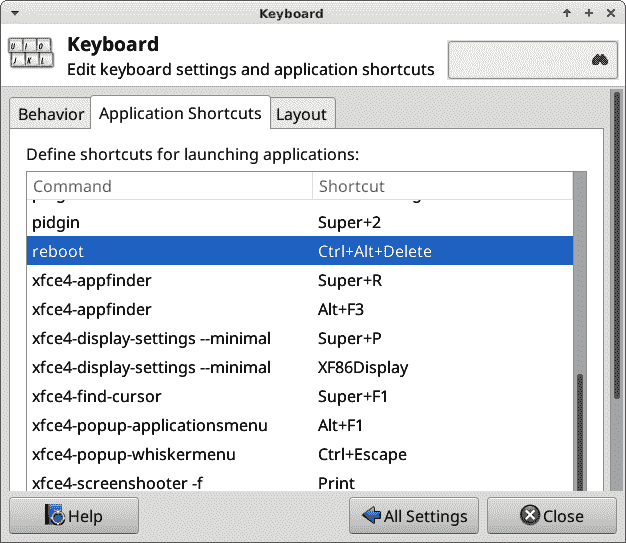 Keyboard
Keyboard
Edit keyboard settings and application shortcuts
Behavior Application Shortcuts Layout
Define shortcuts for launching applications:
Command Shortcut
pidgin Super+2
reboot Ctrl+Alt+Delete
xfce4-appfinder Super+R
xfce4-appfinder Alt+F3
xfce4-display-settings --minimal Super+P
xfce4-display-settings --minimal XF86Display
xfce4-find-cursor Super+F1
xfce4-popup-applicationsmenu Alt+F1
xfce4-popup-whiskermenu Ctrl+Escape
xfce4-screenshooter -f Print
Help All Settings Close